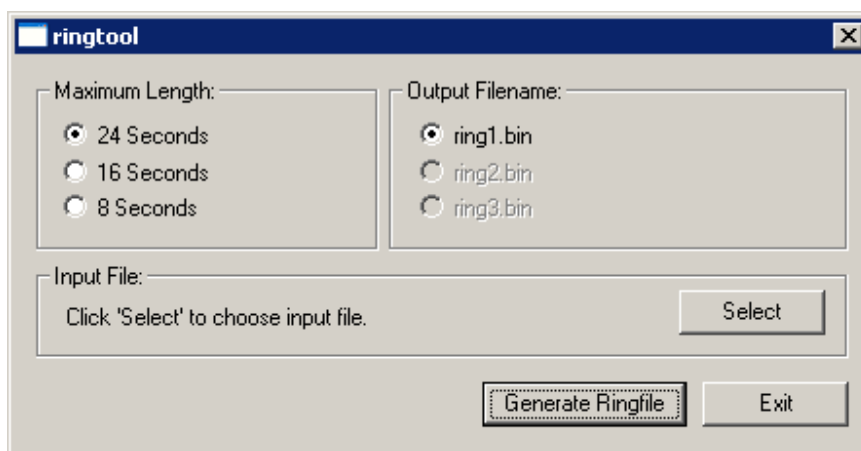 ringtool
Maximum Length:
24 Seconds
16 Seconds
8 Seconds
Output Filename:
ring1.bin
ring2.bin
ring3.bin
Input File:
Click 'Select' to choose input file.
Select
Generate Ringfile
Exit